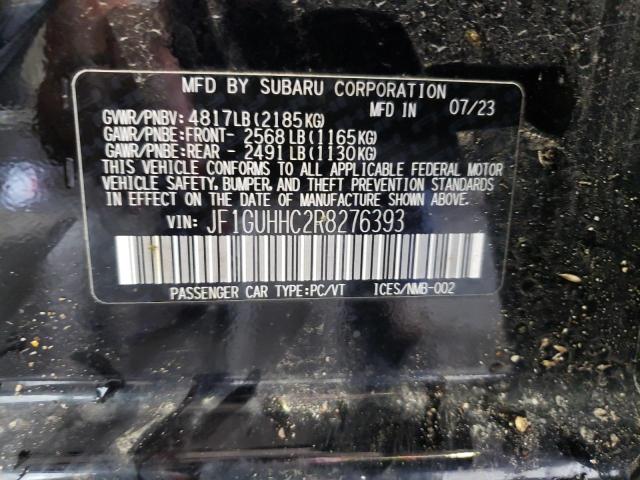 MFD BY SUBARU CORPORATION
MFD IN 07/23
GVWR/PNBV: 4817LB(2185KG)
GAWR/PNBE:FRONT- 2568LB(1165KG)
GAWR/PNBE:REAR - 2491LB(1130KG)
THIS VEHICLE CONFORMS TO ALL APPLICABLE FEDERAL MOTOR
VEHICLE SAFETY, BUMPER, AND THEFT PREVENTION STANDARDS
IN EFFECT ON THE DATE OF MANUFACTURE SHOWN ABOVE.
VIN: JF1GUHHC2R8276393
PASSENGER CAR TYPE:PC/VT ICES/NMB-002